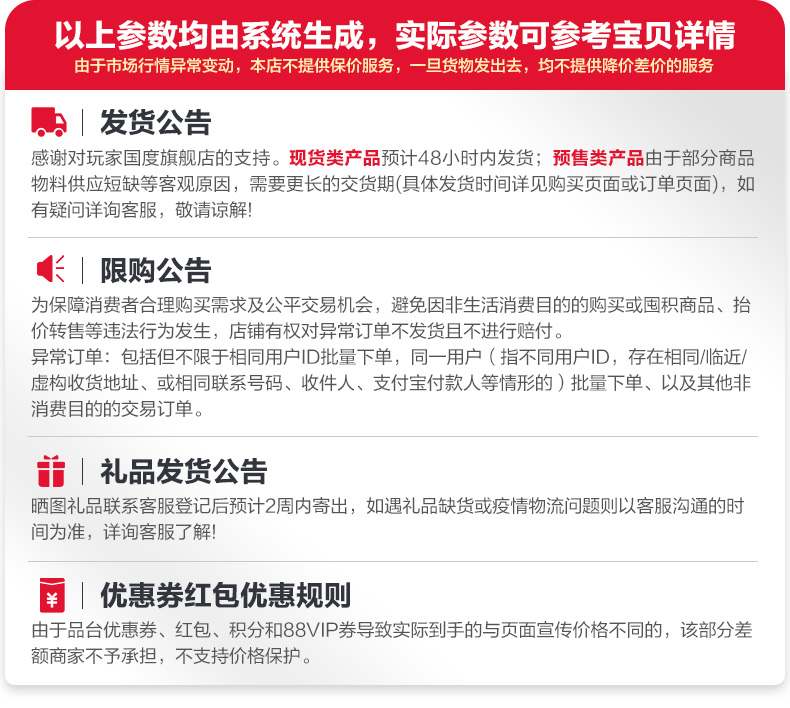 以上参数均由系统生成，实际参数可参考宝贝详情
由于市场行情异常变动，本店不提供保价服务，一旦货物发出去，均不提供降价差价的服务
发货公告
感谢对玩家国度旗舰店的支持。现货类产品预计48小时内发货；预售类产品由于部分商品
物料供应短缺等客观原因，需要更长的交货期(具体发货时间详见购买页面或订单页面)，如
有疑问详询客服，敬请谅解!
限购公告
为保障消费者合理购买需求及公平交易机会，避免因非生活消费目的的购买或囤积商品、抬
价转售等违法行为发生，店铺有权对异常订单不发货且不进行赔付。
异常订单：包括但不限于相同用户ID批量下单，同一用户（指不同用户ID，存在相同/临近/
虚构收货地址、或相同联系号码、收件人、支付宝付款人等情形的）批量下单、以及其他非
消费目的的交易订单。
礼品发货公告
晒图礼品联系客服登记后预计2周内寄出，如遇礼品缺货或疫情物流问题则以客服沟通的时
间为准，详询客服了解!
¥
优惠券红包优惠规则
由于品台优惠券、红包、积分和88VIP券导致实际到手的与页面宣传价格不同的，该部分差
额商家不予承担，不支持价格保护。